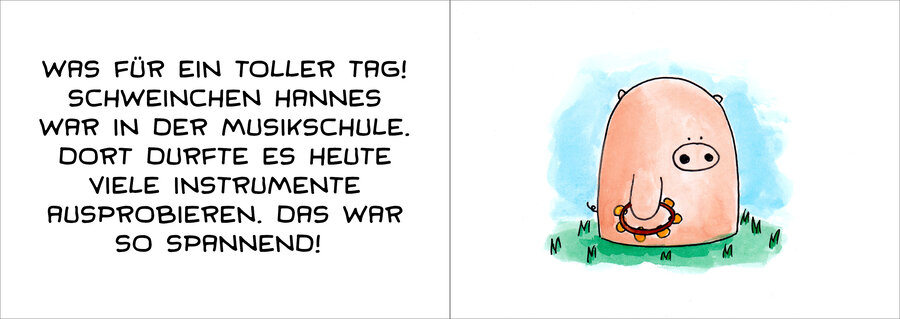 WAS FÜR EIN TOLLER TAG!
SCHWEINCHEN HANNES
WAR IN DER MUSIKSCHULE.
DORT DURFTE ES HEUTE
VIELE INSTRUMENTE
AUSPROBIEREN. DAS WAR
SO SPANNEND!